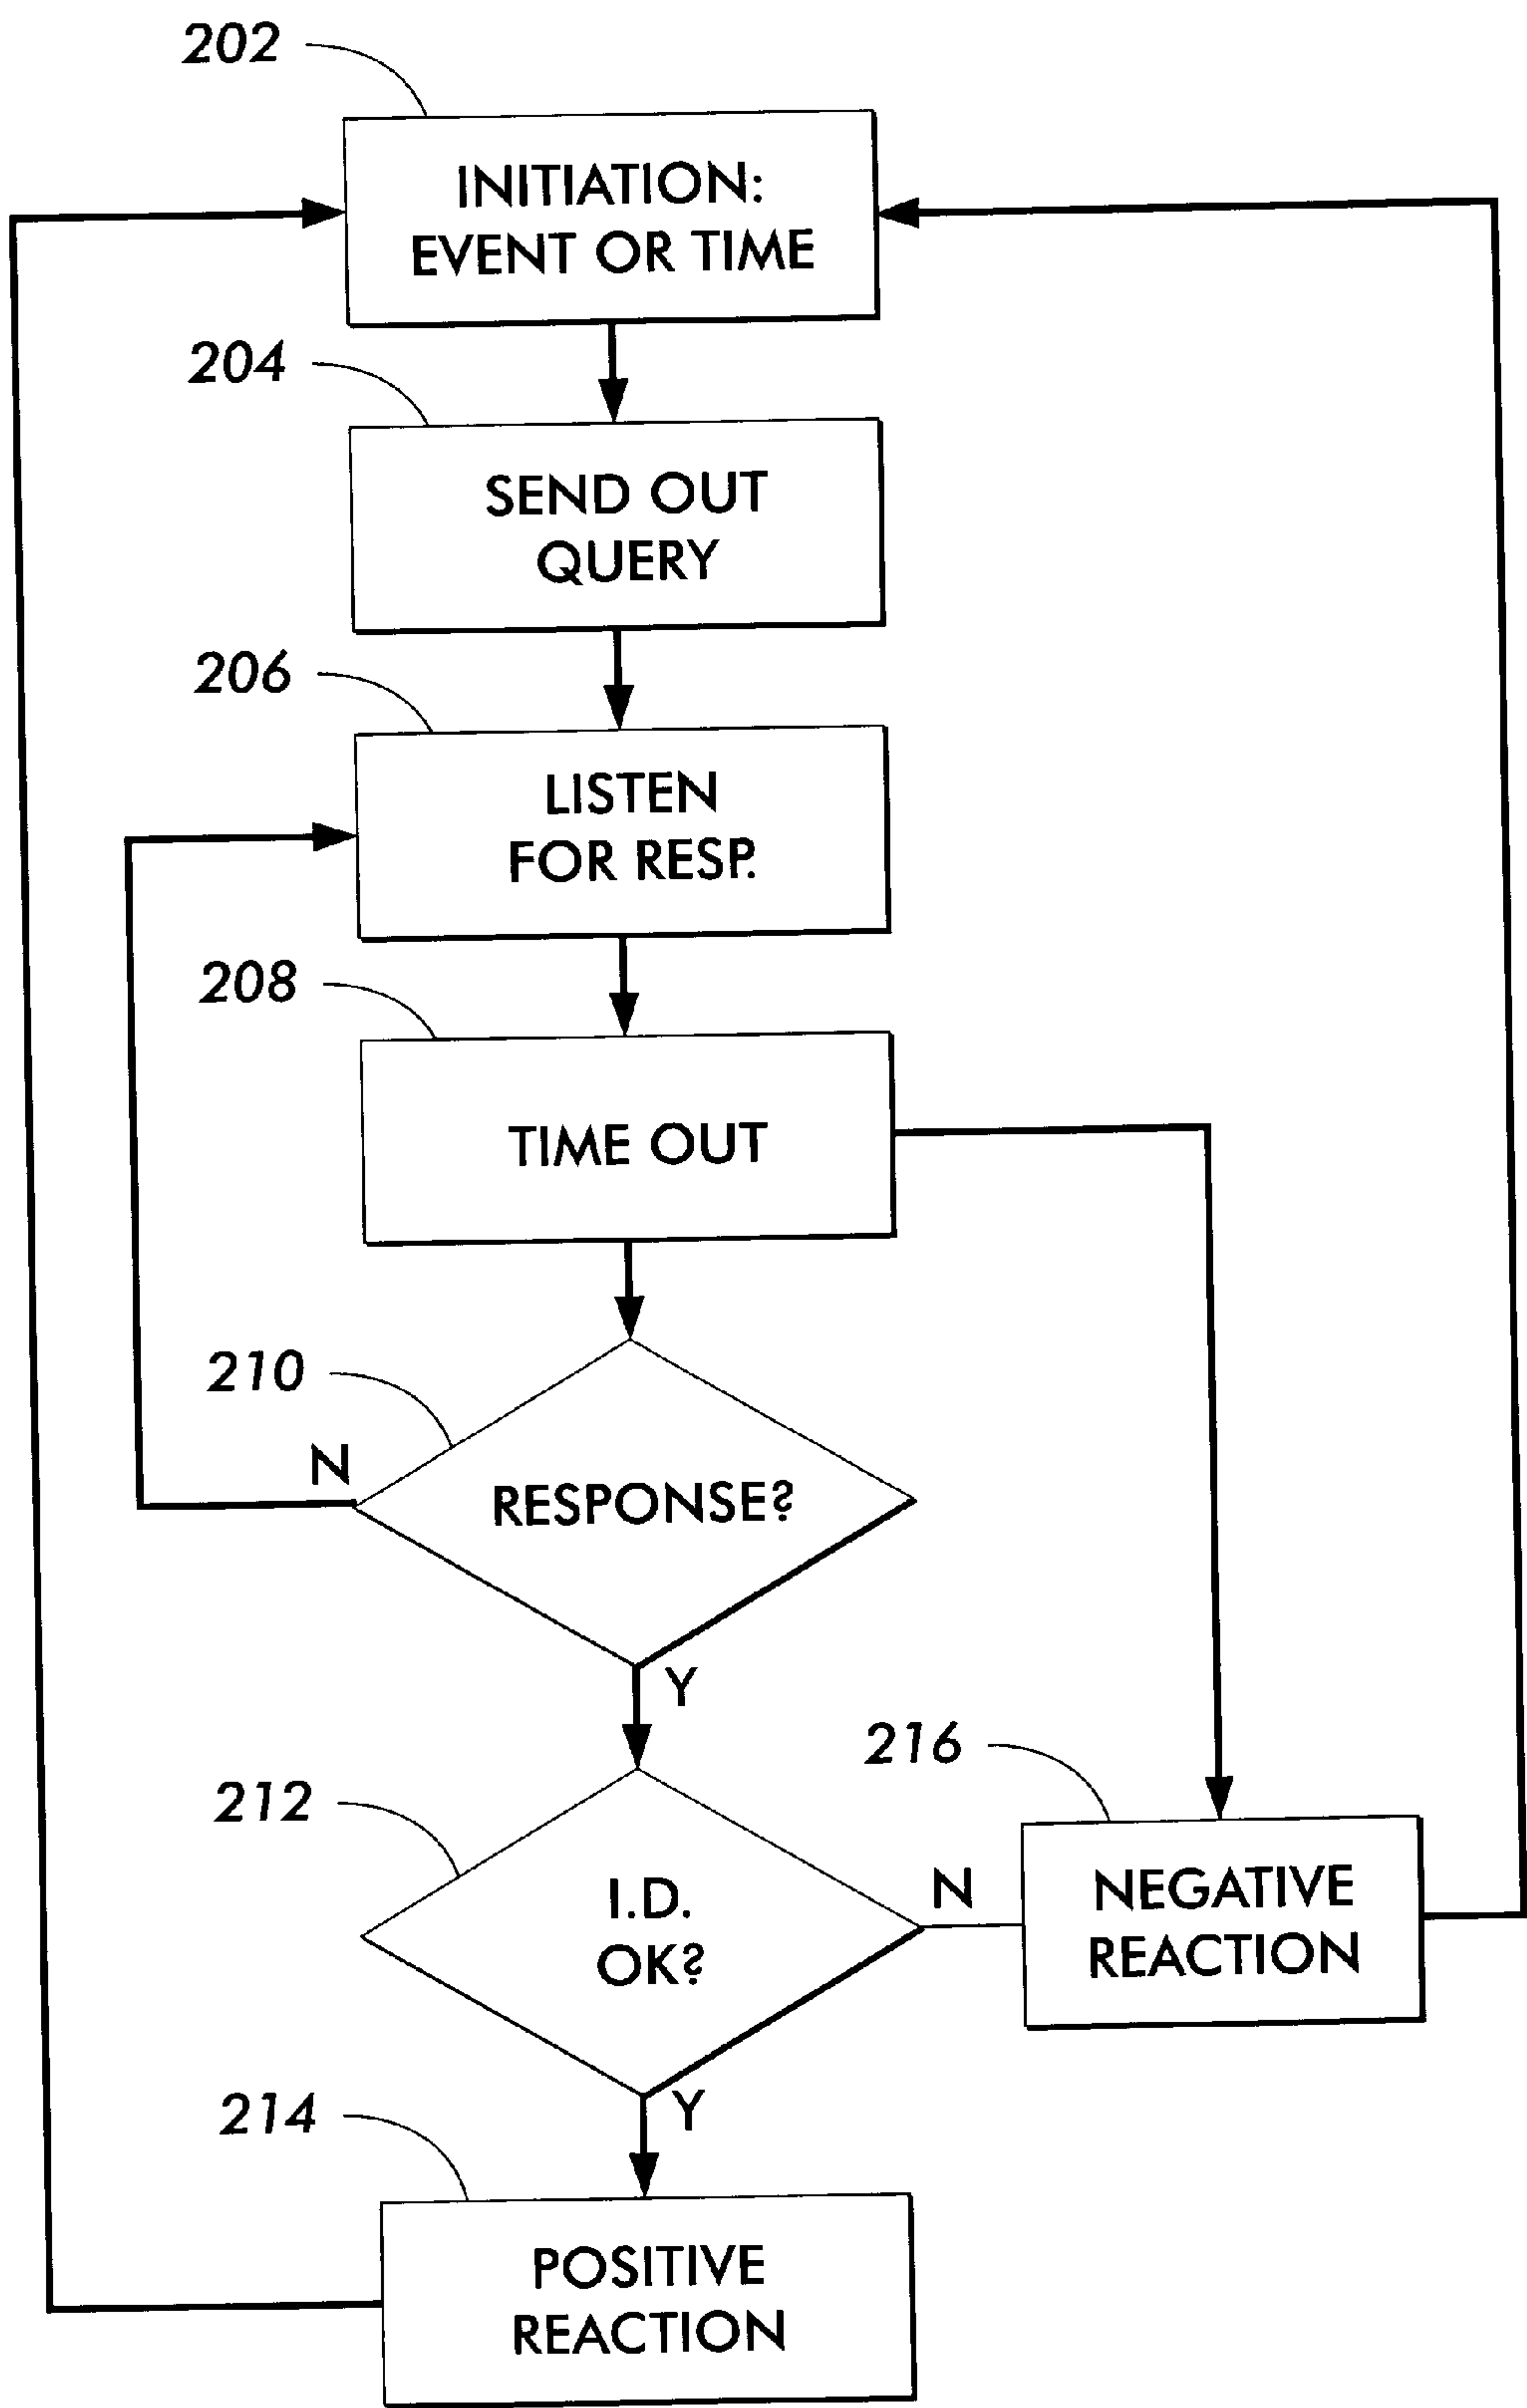 202
INITIATION:
EVENT OR TIME
204
SEND OUT
QUERY
206
LISTEN
FOR RESP.
208
TIME OUT
210
N
RESPONSE?
Y
216
212
I.D.
OK?
N
NEGATIVE
REACTION
Y
214
POSITIVE
REACTION